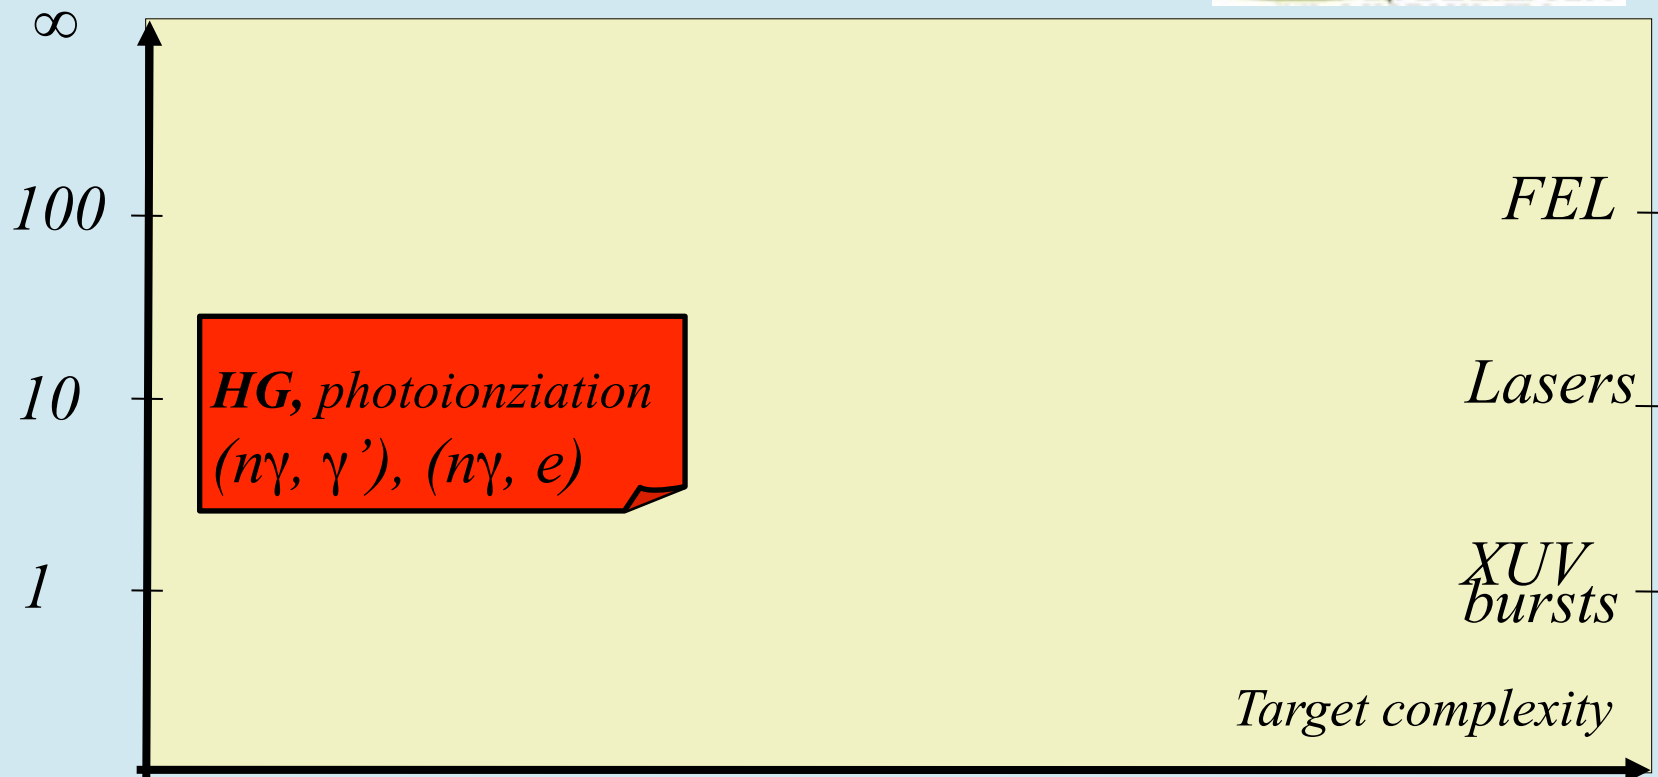 ∞
100
FEL
10
Lasers
HG, photoionziation
(nγ, γ’), (nγ, e)
1
XUV
bursts
Target complexity